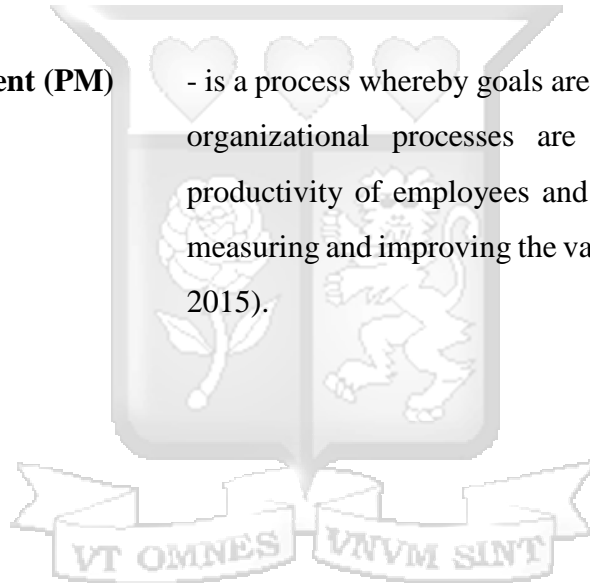 ent (PM) - is a process whereby goals are
organizational processes are
productivity of employees and
measuring and improving the va
2015).
VT OMNES VNVM SINT